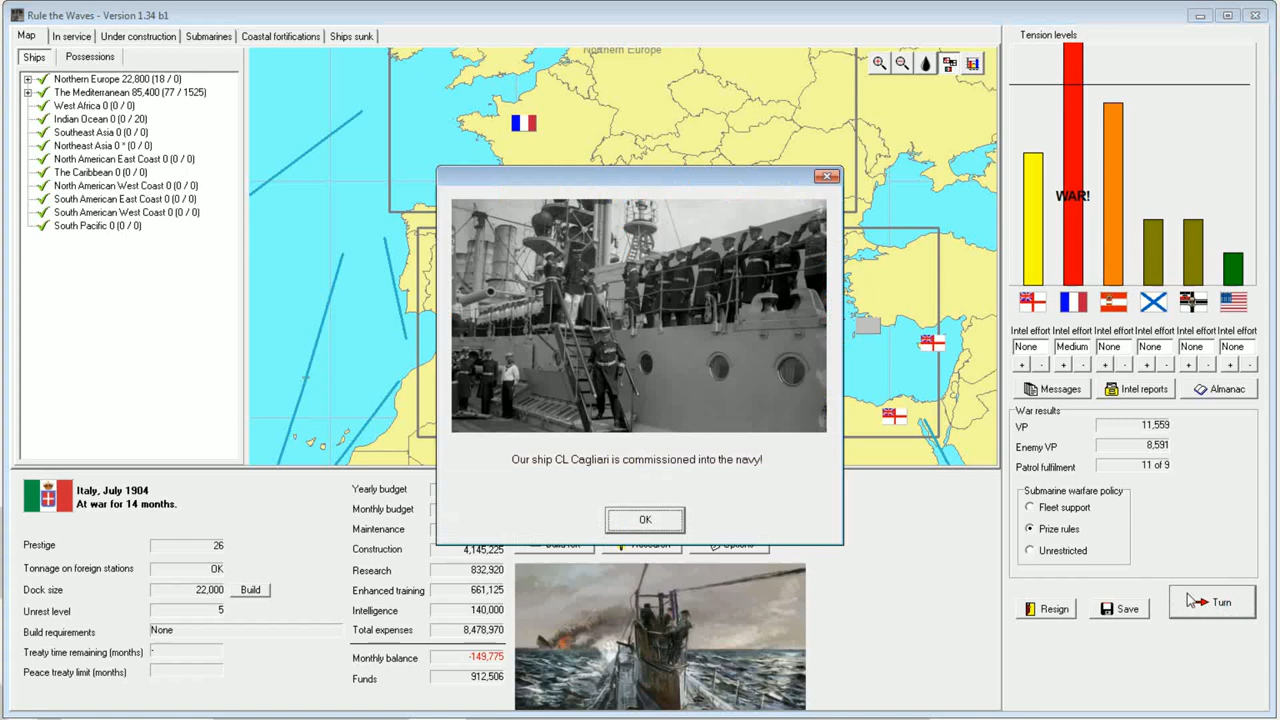 Rule the Waves - Version 1.34 b1
Map
In service
Under construction
Submarines
Coastal fortifications
Ships sunk
Ships
Possessions
Northern Europe 22,800 (18 / 0)
The Mediterranean 85,400 (77 / 1525)
West Africa 0 (0 / 0)
Indian Ocean 0 (0 / 20)
Southeast Asia 0 (0 / 0)
Northeast Asia 0 * (0 / 0)
North American East Coast 0 (0 / 0)
The Caribbean 0 (0 / 0)
North American West Coast 0 (0 / 0)
South American East Coast 0 (0 / 0)
South American West Coast 0 (0 / 0)
South Pacific 0 (0 / 0)
Northern Europe
Our ship CL Cagliari is commissioned into the navy!
OK
Tension levels
WAR!
Intel effort Intel effort Intel effort Intel effort Intel effort Intel effort
None Medium None None None None
+ - + - + - + - + - + -
Messages
Intel reports
Almanac
War results
VP 11,559
Enemy VP 8,591
Patrol fulfilment 11 of 9
Submarine warfare policy
Fleet support
Prize rules
Unrestricted
Resign
Save
Turn
Italy, July 1904
At war for 14 months.
Prestige 26
Tonnage on foreign stations OK
Dock size 22,000 Build
Unrest level 5
Build requirements None
Treaty time remaining (months) -
Peace treaty limit (months)
Yearly budget
Monthly budget
Maintenance
Construction 4,145,225
Research 832,920
Enhanced training 661,125
Intelligence 140,000
Total expenses 8,478,970
Monthly balance -149,775
Funds 912,506